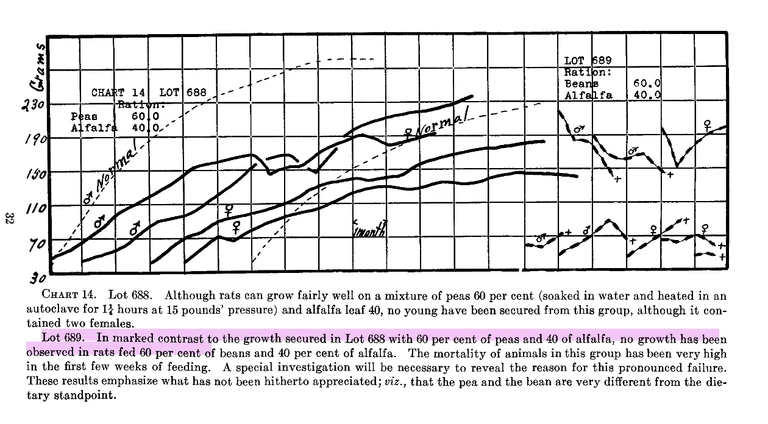 Grams
LOT 689
Ration:
Beans 60.0
Alfalfa 40.0
CHART 14 LOT 688
Ration:
Peas 60.0
Alfalfa 40.0
230
190
150
110
70
30
♂ Normal
♀ Normal
♂
♂
♀
♀
1 month
♂
♂
♀
♂
♂
♀
♀
32
CHART 14. Lot 688. Although rats can grow fairly well on a mixture of peas 60 per cent (soaked in water and heated in an
autoclave for 1¼ hours at 15 pounds' pressure) and alfalfa leaf 40, no young have been secured from this group, although it con-
tained two females.
Lot 689. In marked contrast to the growth secured in Lot 688 with 60 per cent of peas and 40 of alfalfa, no growth has been
observed in rats fed 60 per cent of beans and 40 per cent of alfalfa. The mortality of animals in this group has been very high
in the first few weeks of feeding. A special investigation will be necessary to reveal the reason for this pronounced failure.
These results emphasize what has not been hitherto appreciated; viz., that the pea and the bean are very different from the die-
tary standpoint.